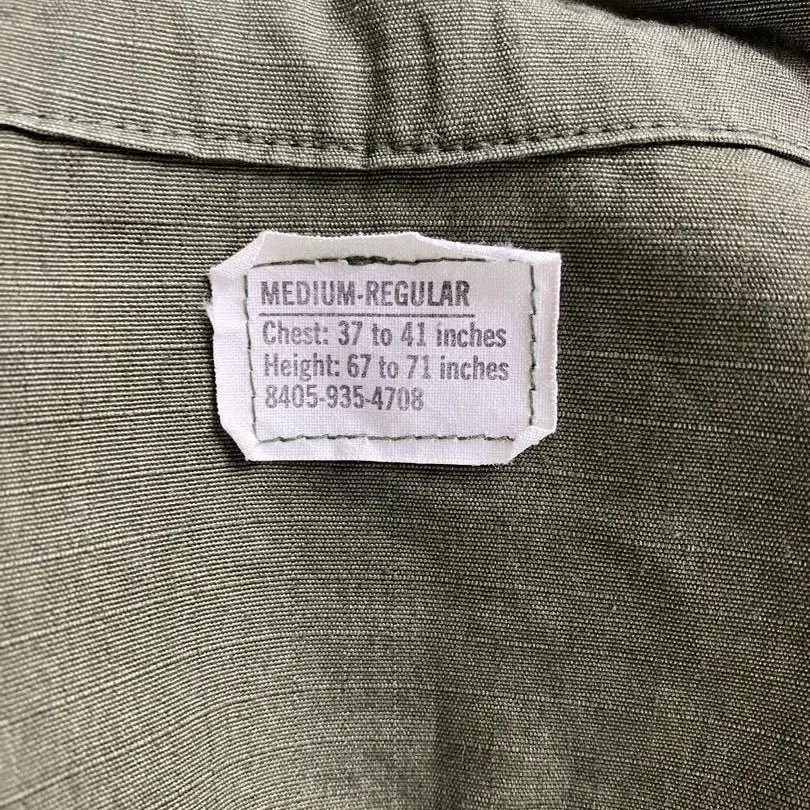 MEDIUM-REGULAR
Chest: 37 to 41 inches
Height: 67 to 71 inches
8405-935-4708